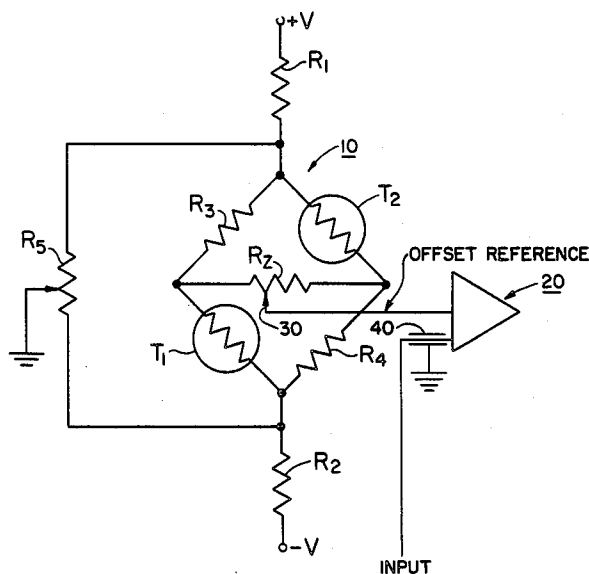 +V
R1
10
R3
T2
R5
RZ
OFFSET REFERENCE
20
30
40
T1
R4
R2
-V
INPUT